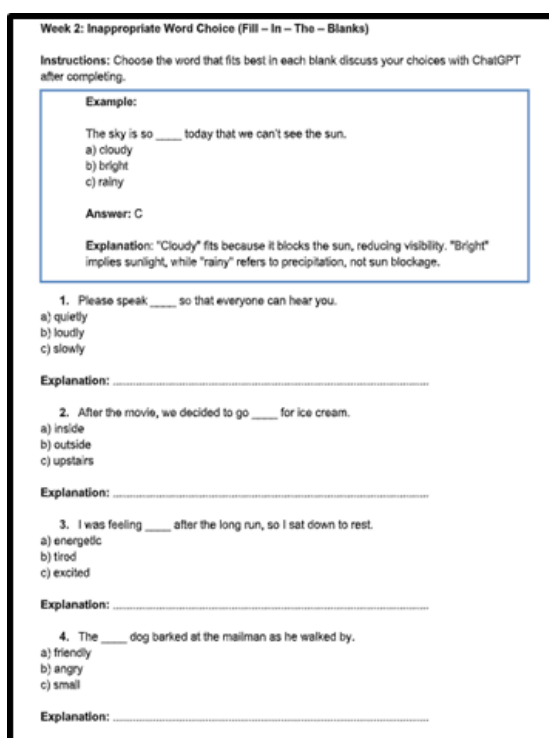 Week 2: Inappropriate Word Choice (Fill – In – The – Blanks)
Instructions: Choose the word that fits best in each blank discuss your choices with ChatGPT
after completing.
Example:
The sky is so ____ today that we can't see the sun.
a) cloudy
b) bright
c) rainy
Answer: C
Explanation: "Cloudy" fits because it blocks the sun, reducing visibility. "Bright"
implies sunlight, while "rainy" refers to precipitation, not sun blockage.
1. Please speak ____ so that everyone can hear you.
a) quietly
b) loudly
c) slowly
Explanation: ........................................................................
2. After the movie, we decided to go ____ for ice cream.
a) inside
b) outside
c) upstairs
Explanation: ........................................................................
3. I was feeling ____ after the long run, so I sat down to rest.
a) energetic
b) tired
c) excited
Explanation: ........................................................................
4. The ____ dog barked at the mailman as he walked by.
a) friendly
b) angry
c) small
Explanation: ........................................................................